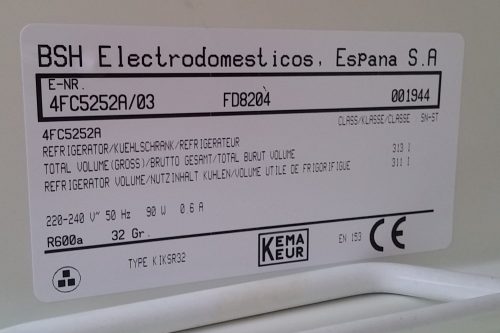 BSH Electrodomesticos, EsPana S.A
E-NR.
4FC5252A/03 FD8204 001944
4FC5252A CLASS/KLASSE/CLASSE : SN-ST
REFRIGERATOR/KUEHLSCHRANK/REFRIGERATEUR
TOTAL VOLUME(GROSS)/BRUTTO GESAMT/TOTAL BURUT VOLUME 313 l
REFRIGERATOR VOLUME/NUTZINHALT KUHLEN/VOLUME UTILE DE FRIGORIFIGUE 311 l
220-240 V~ 50 Hz 90 W 0.6 A
R600a 32 Gr.
TYPE KIKSR32
KEMA
KEUR
EN 153 CE